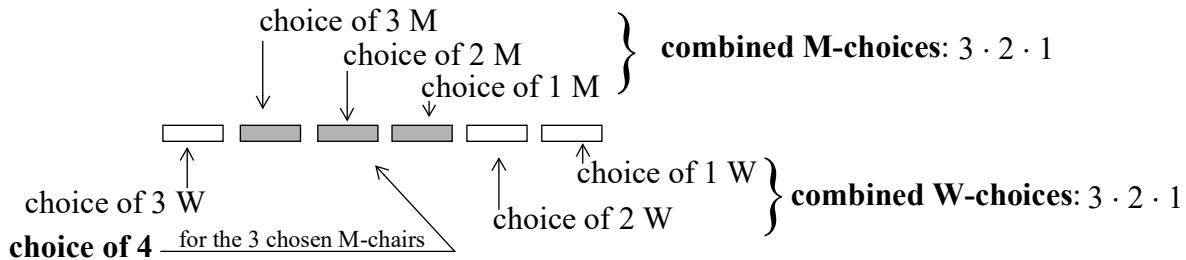 choice of 3 M
combined M-choices: 3 · 2 · 1
choice of 2 M
choice of 1 M
choice of 1 W
combined W-choices: 3 · 2 · 1
choice of 3 W
choice of 2 W
choice of 4 for the 3 chosen M-chairs